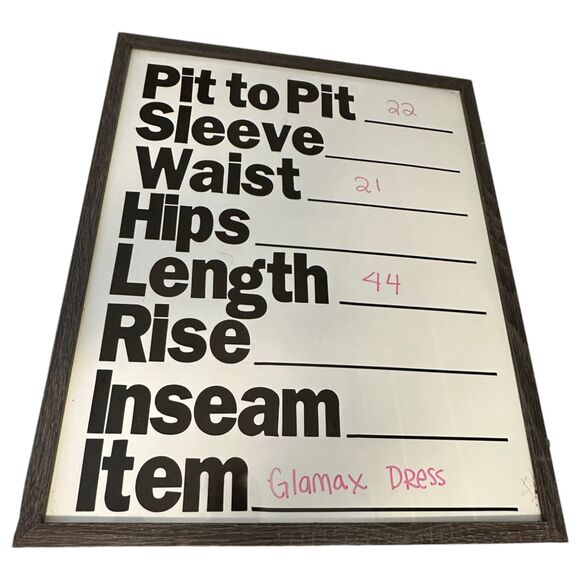 Pit to Pit 22
Sleeve
Waist 21
Hips
Length 44
Rise
Inseam
Item Glamax Dress